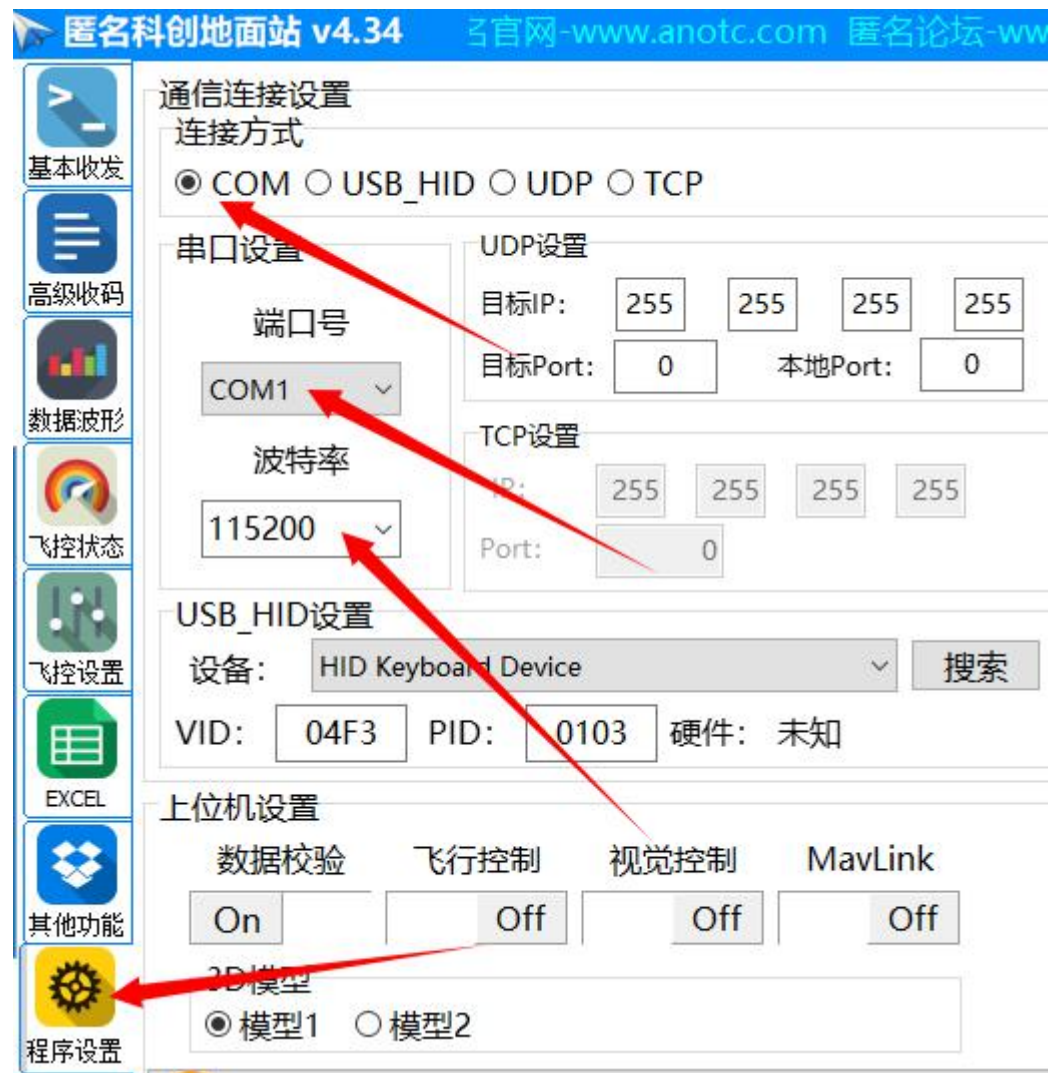 匿名科创地面站 v4.34
名官网-www.anotc.com 匿名论坛-ww
基本收发
高级收码
数据波形
飞控状态
飞控设置
EXCEL
其他功能
程序设置
通信连接设置
连接方式
COM USB_HID UDP TCP
串口设置
端口号
COM1
波特率
115200
UDP设置
目标IP: 255 255 255 255
目标Port: 0 本地Port: 0
TCP设置
IP: 255 255 255 255
Port: 0
USB_HID设置
设备: HID Keyboard Device 搜索
VID: 04F3 PID: 0103 硬件: 未知
上位机设置
数据校验 飞行控制 视觉控制 MavLink
On Off Off Off
3D模型
模型1 模型2